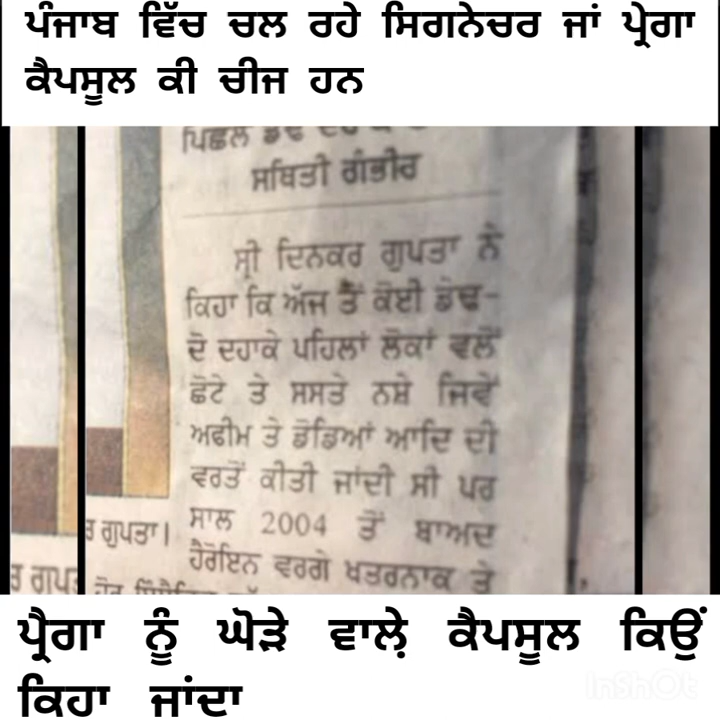 ਪੰਜਾਬ ਵਿੱਚ ਚਲ ਰਹੇ ਸਿਗਨੇਚਰ ਜਾਂ ਪ੍ਰੇਗਾ
ਕੈਪਸੂਲ ਕੀ ਚੀਜ ਹਨ
ਪਿਛਲੇ
ਸਥਿਤੀ ਗੰਭੀਰ
ਸ੍ਰੀ ਦਿਨਕਰ ਗੁਪਤਾ ਨੇ
ਕਿਹਾ ਕਿ ਅੱਜ ਤੋਂ ਕੋਈ ਡੇਢ-
ਦੋ ਦਹਾਕੇ ਪਹਿਲਾਂ ਲੋਕਾਂ ਵਲੋਂ
ਛੋਟੇ ਤੇ ਸਸਤੇ ਨਸ਼ੇ ਜਿਵੇਂ
ਅਫੀਮ ਤੇ ਡੋਡਿਆਂ ਆਦਿ ਦੀ
ਵਰਤੋਂ ਕੀਤੀ ਜਾਂਦੀ ਸੀ ਪਰ
ਸਾਲ 2004 ਤੋਂ ਬਾਅਦ
ਹੈਰੋਇਨ ਵਰਗੇ ਖਤਰਨਾਕ ਤੇ
ਰ ਗੁਪਤਾ।
ਪ੍ਰੈਗਾ ਨੂੰ ਘੋੜੇ ਵਾਲੇ਼ ਕੈਪਸੂਲ ਕਿਉਂ
ਕਿਹਾ ਜਾਂਦਾ
InShOt